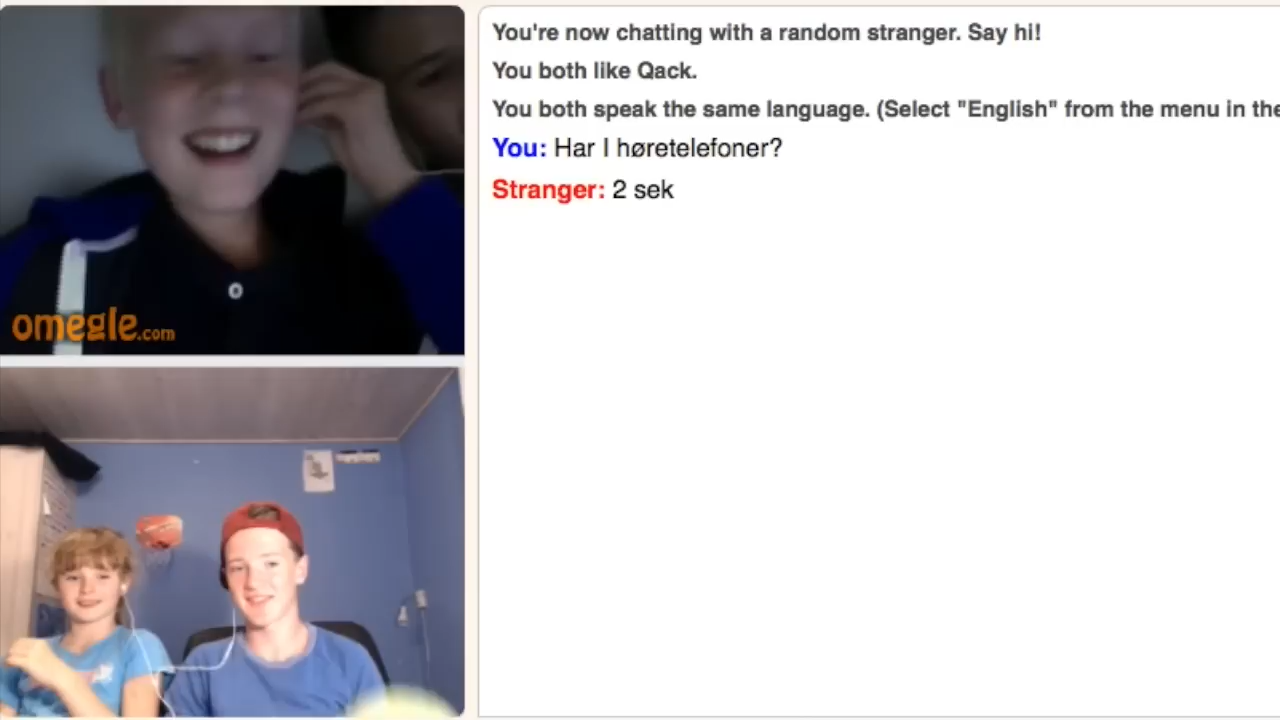 You're now chatting with a random stranger. Say hi!
You both like Qack.
You both speak the same language. (Select "English" from the menu in the
You: Har I høretelefoner?
Stranger: 2 sek
omegle.com